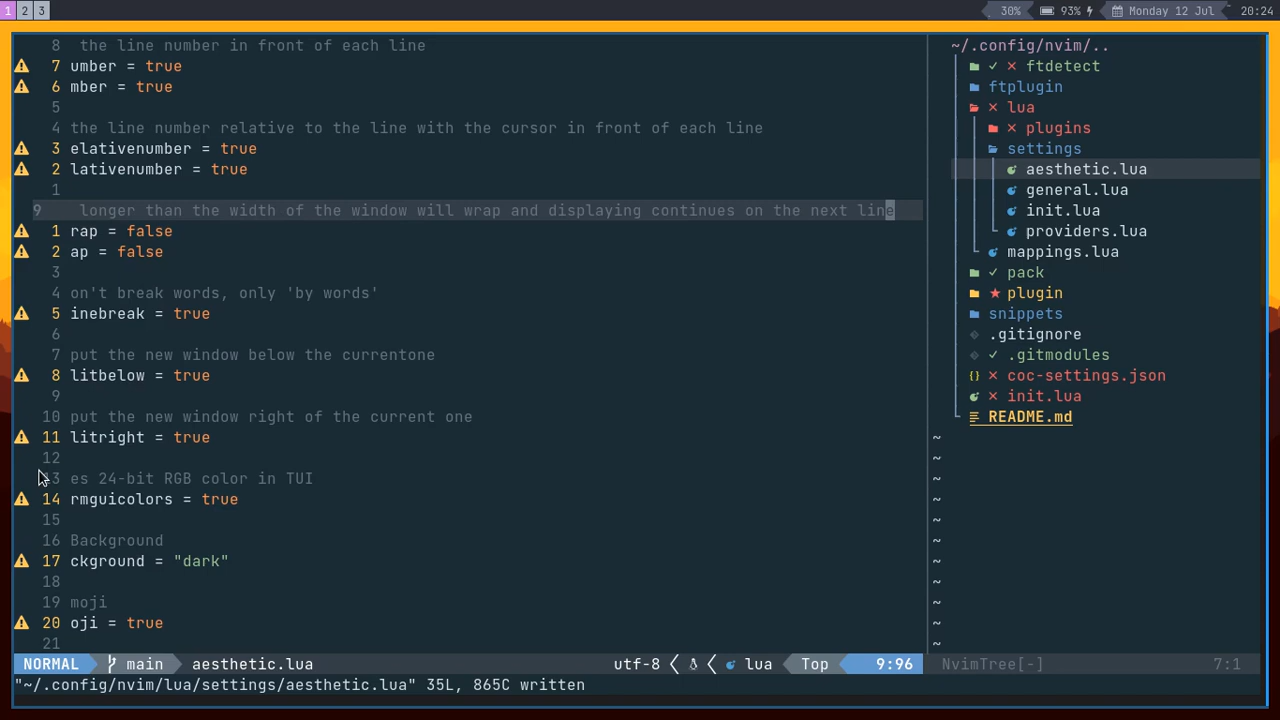 1 2 3 30% 93% Monday 12 Jul 20:24
8 the line number in front of each line
7 umber = true
6 mber = true
5
4 the line number relative to the line with the cursor in front of each line
3 elativenumber = true
2 lativenumber = true
1
9 longer than the width of the window will wrap and displaying continues on the next line
1 rap = false
2 ap = false
3
4 on't break words, only 'by words'
5 inebreak = true
6
7 put the new window below the currentone
8 litbelow = true
9
10 put the new window right of the current one
11 litright = true
12
13 es 24-bit RGB color in TUI
14 rmguicolors = true
15
16 Background
17 ckground = "dark"
18
19 moji
20 oji = true
21
NORMAL main aesthetic.lua utf-8 lua Top 9:96
"~/.config/nvim/lua/settings/aesthetic.lua" 35L, 865C written
~/.config/nvim/..
✓ ✕ ftdetect
ftplugin
✕ lua
✕ plugins
settings
aesthetic.lua
general.lua
init.lua
providers.lua
mappings.lua
✓ pack
★ plugin
snippets
.gitignore
✓ .gitmodules
{} ✕ coc-settings.json
✕ init.lua
README.md
~
~
~
~
~
~
~
~
~
~
~
NvimTree[-] 7:1